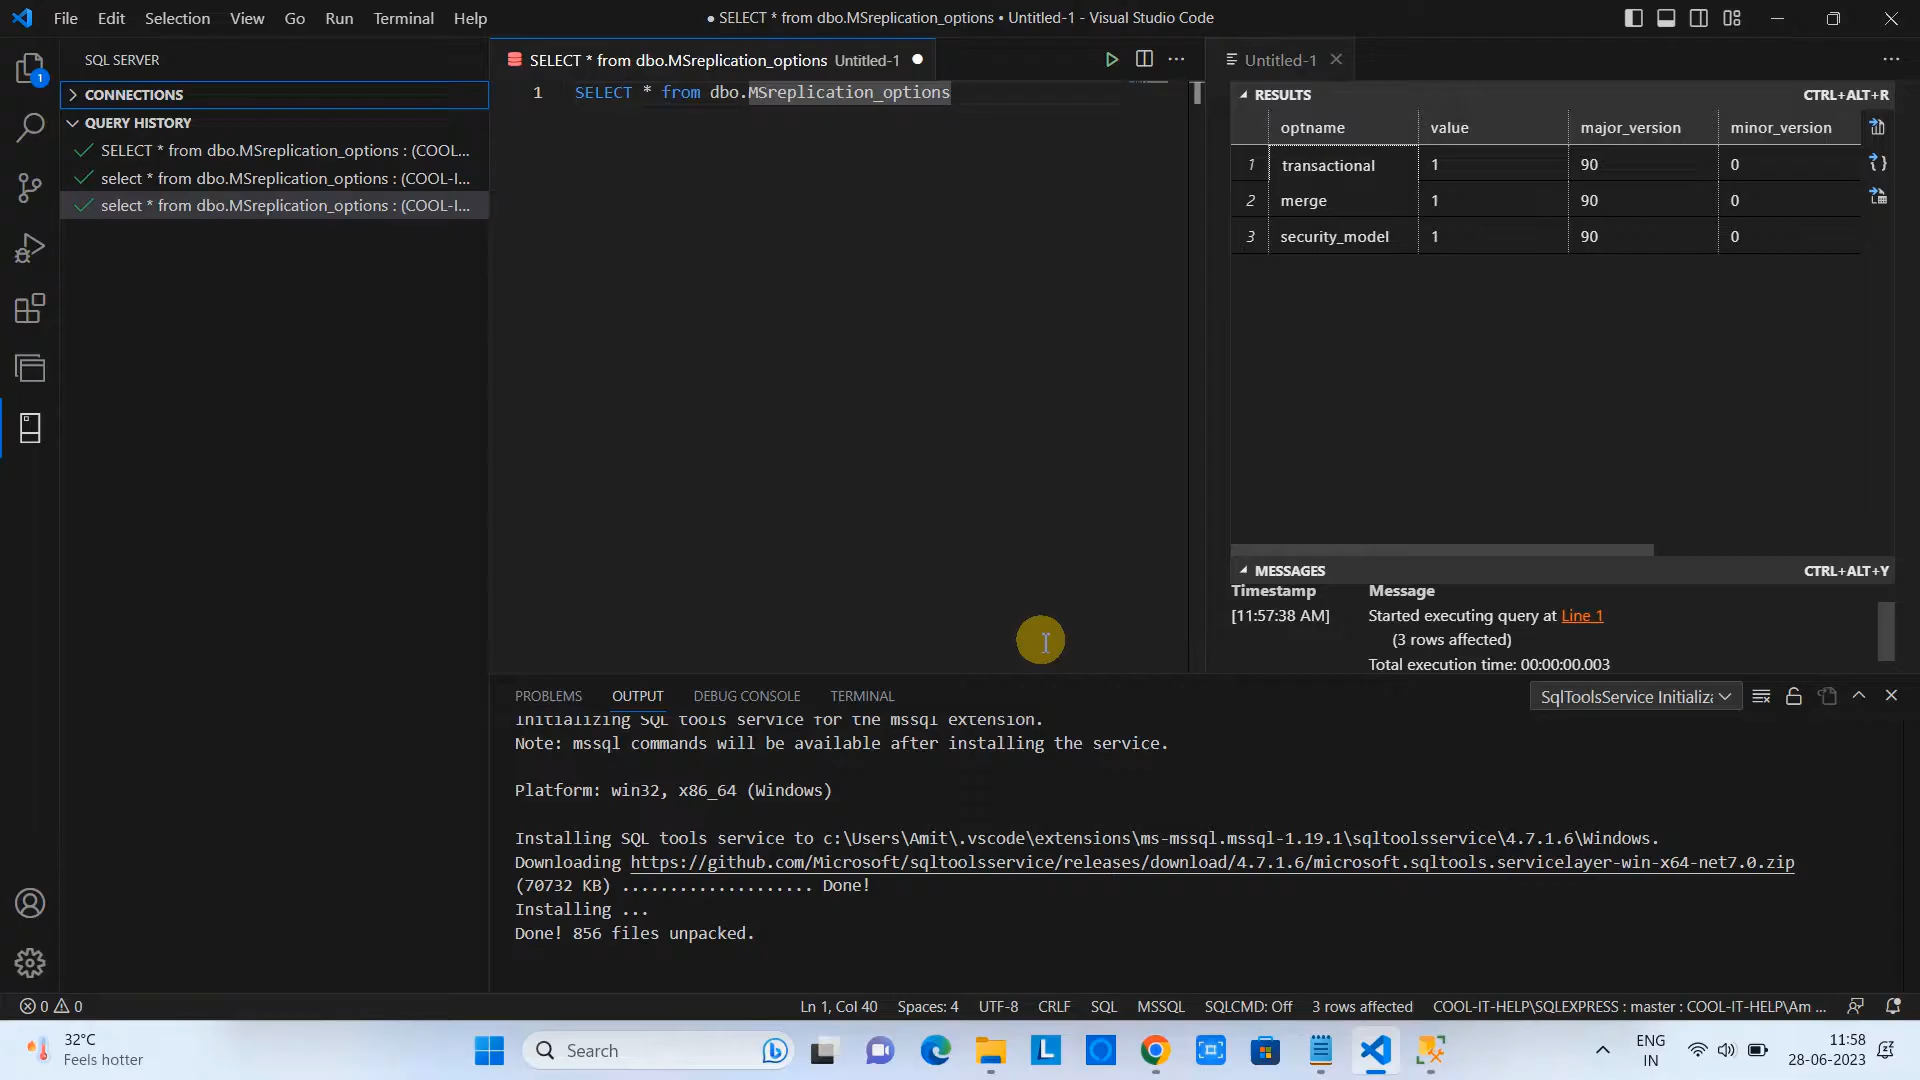 File Edit Selection View Go Run Terminal Help
● SELECT * from dbo.MSreplication_options • Untitled-1 - Visual Studio Code
SQL SERVER
1
CONNECTIONS
QUERY HISTORY
SELECT * from dbo.MSreplication_options : (COOL...
select * from dbo.MSreplication_options : (COOL-I...
select * from dbo.MSreplication_options : (COOL-I...
SELECT * from dbo.MSreplication_options Untitled-1
1 SELECT * from dbo.MSreplication_options
Untitled-1
RESULTS CTRL+ALT+R
optname value major_version minor_version
1 transactional 1 90 0
2 merge 1 90 0
3 security_model 1 90 0
MESSAGES CTRL+ALT+Y
Timestamp Message
[11:57:38 AM] Started executing query at Line 1
(3 rows affected)
Total execution time: 00:00:00.003
PROBLEMS OUTPUT DEBUG CONSOLE TERMINAL
SqlToolsService Initializ
Initializing SQL tools service for the mssql extension.
Note: mssql commands will be available after installing the service.
Platform: win32, x86_64 (Windows)
Installing SQL tools service to c:\Users\Amit\.vscode\extensions\ms-mssql.mssql-1.19.1\sqltoolsservice\4.7.1.6\Windows.
Downloading https://github.com/Microsoft/sqltoolsservice/releases/download/4.7.1.6/microsoft.sqltools.servicelayer-win-x64-net7.0.zip
(70732 KB) .................... Done!
Installing ...
Done! 856 files unpacked.
0 0
Ln 1, Col 40 Spaces: 4 UTF-8 CRLF SQL MSSQL SQLCMD: Off 3 rows affected COOL-IT-HELP\SQLEXPRESS : master : COOL-IT-HELP\Am ...
32°C
Feels hotter
Search
L
ENG
IN
11:58
28-06-2023